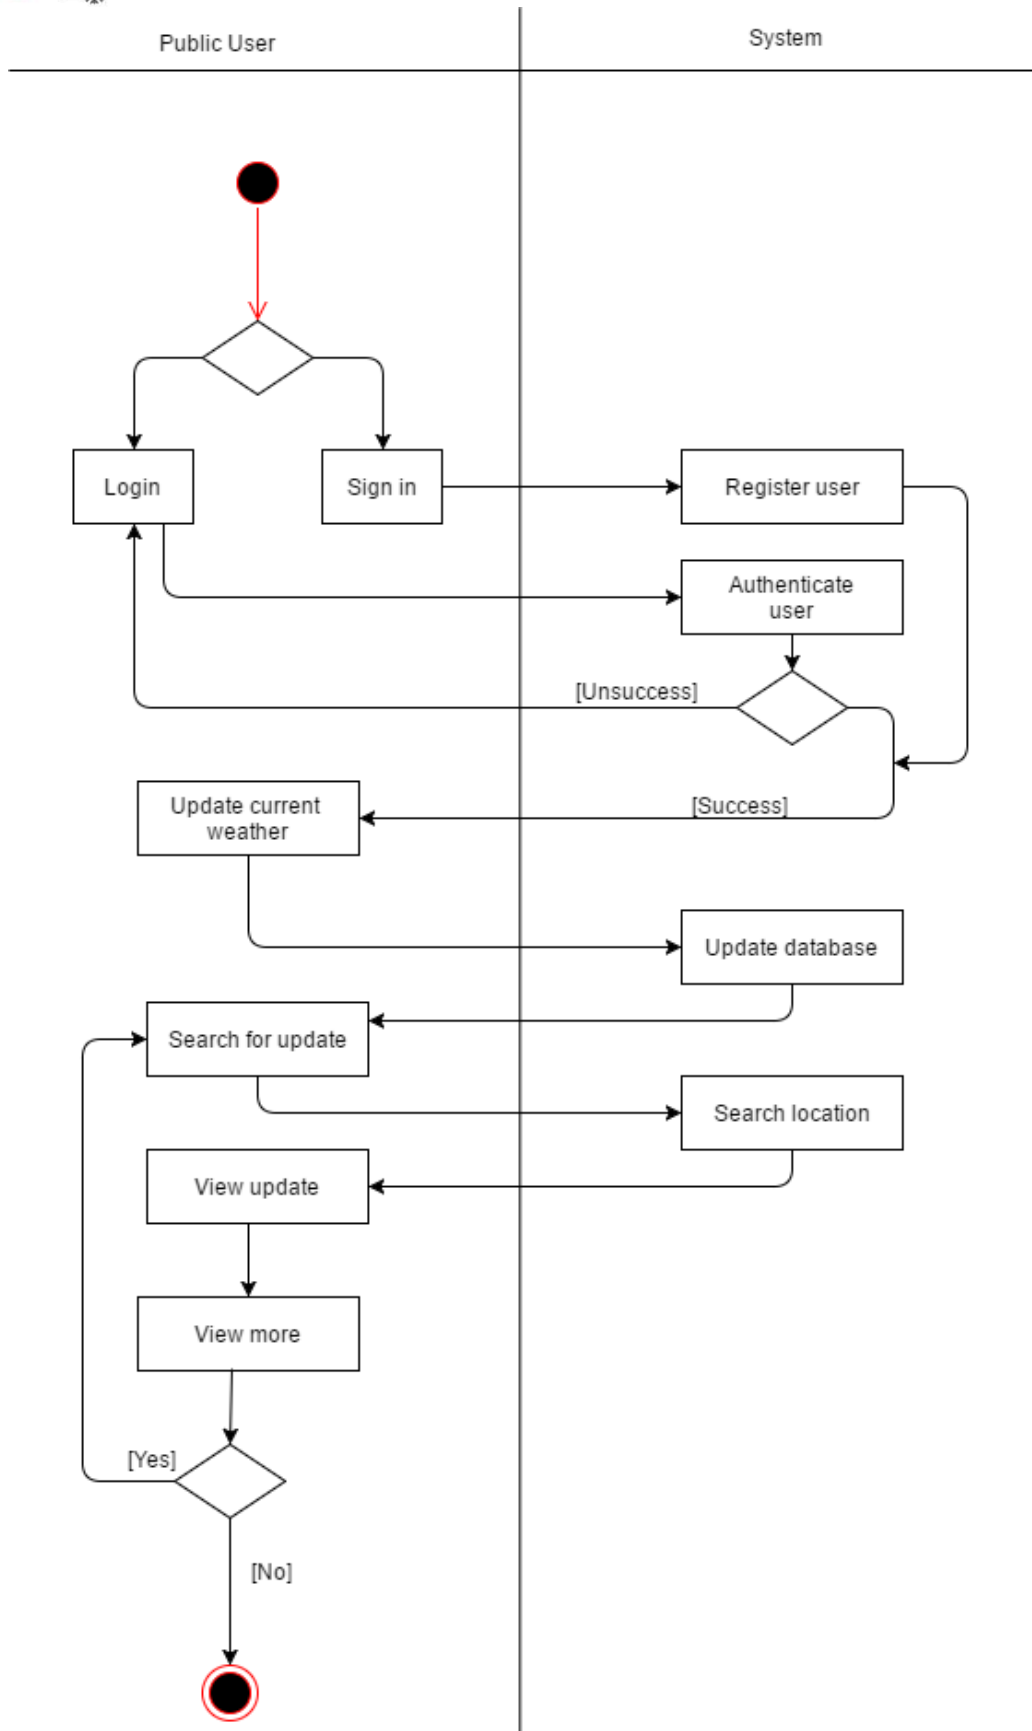 Public User
System
Login
Sign in
Register user
Authenticate
user
[Unsuccess]
Update current
weather
[Success]
Update database
Search for update
Search location
View update
View more
[Yes]
[No]